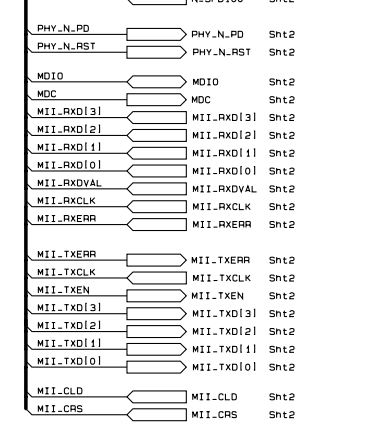 N_SPD100 Sht2
PHY_N_PD PHY_N_PD Sht2
PHY_N_RST PHY_N_RST Sht2
MDIO MDIO Sht2
MDC MDC Sht2
MII_RXD[3] MII_RXD[3] Sht2
MII_RXD[2] MII_RXD[2] Sht2
MII_RXD[1] MII_RXD[1] Sht2
MII_RXD[0] MII_RXD[0] Sht2
MII_RXDVAL MII_RXDVAL Sht2
MII_RXCLK MII_RXCLK Sht2
MII_RXERR MII_RXERR Sht2
MII_TXERR MII_TXERR Sht2
MII_TXCLK MII_TXCLK Sht2
MII_TXEN MII_TXEN Sht2
MII_TXD[3] MII_TXD[3] Sht2
MII_TXD[2] MII_TXD[2] Sht2
MII_TXD[1] MII_TXD[1] Sht2
MII_TXD[0] MII_TXD[0] Sht2
MII_CLD MII_CLD Sht2
MII_CRS MII_CRS Sht2